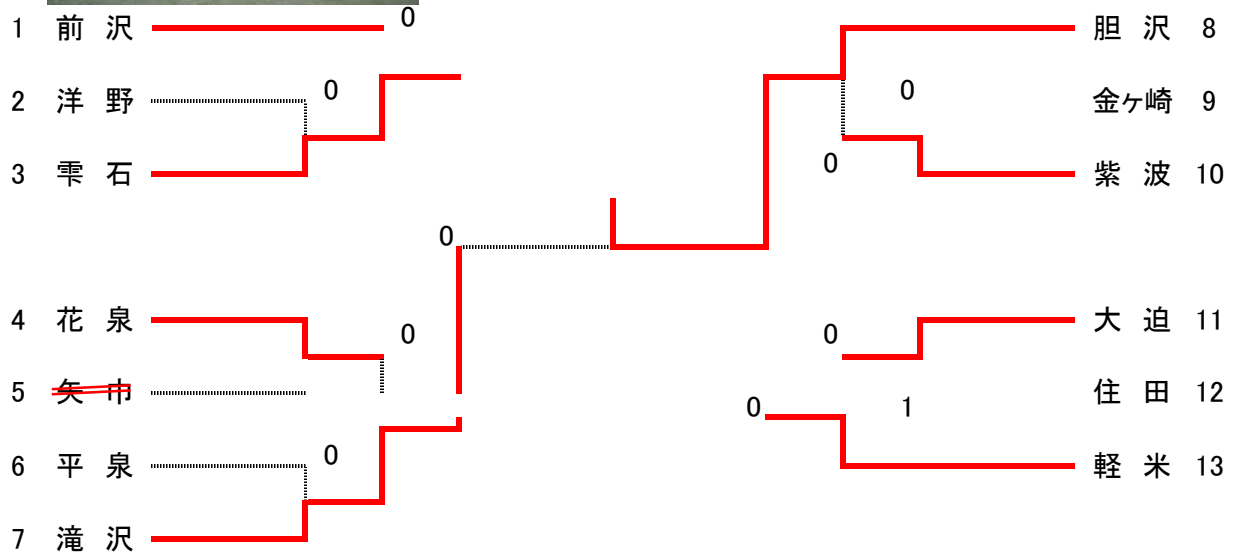 1 前 沢
0
2 洋 野
0
3 雫 石
0
4 花 泉
0
5 矢 巾
6 平 泉
0
7 滝 沢
胆 沢 8
0
金ヶ崎 9
0
紫 波 10
0
大 迫 11
住 田 12
0
1
軽 米 13